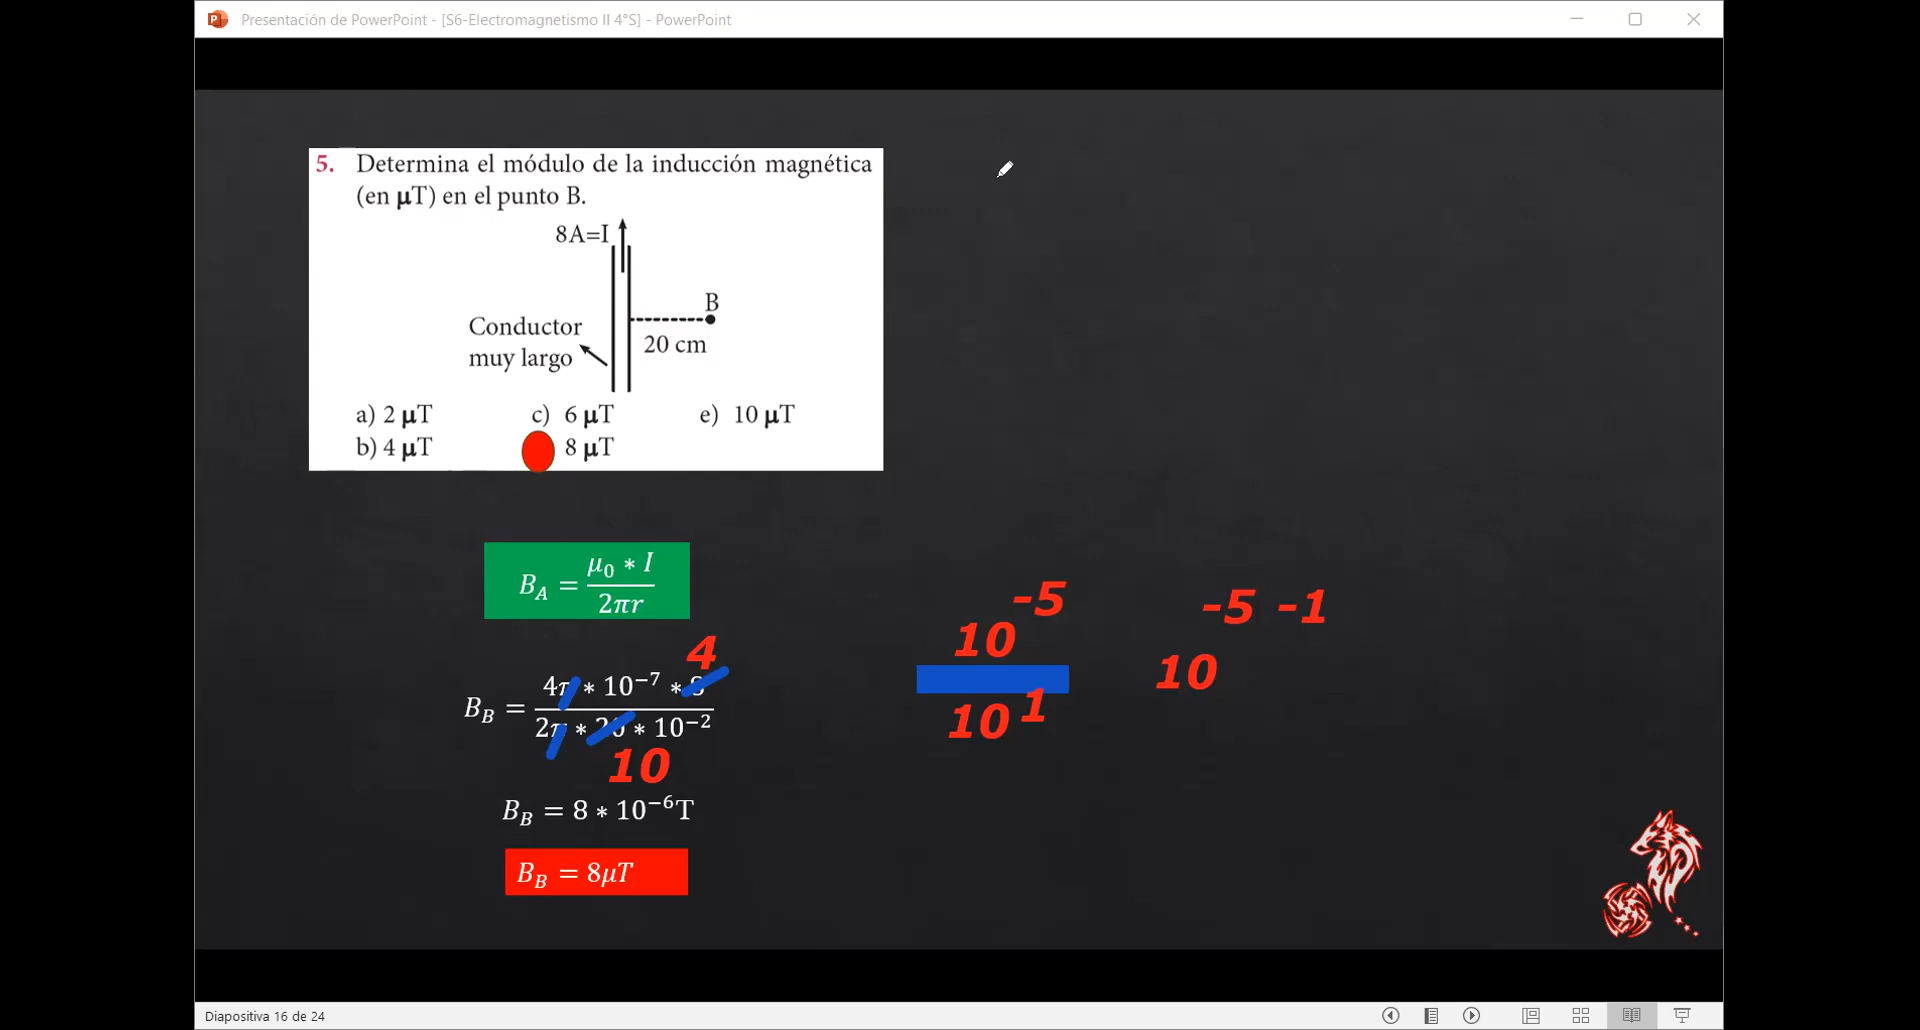 Presentación de PowerPoint - [S6-Electromagnetismo II 4°S] - PowerPoint
5. Determina el módulo de la inducción magnética
(en μT) en el punto B.
8A=I
B
Conductor
muy largo
20 cm
a) 2 μT c) 6 μT e) 10 μT
b) 4 μT 8 μT
B_A = μ₀ * I / 2πr
4
B_B = 4π * 10⁻⁷ * 8 / 2π * 20 * 10⁻²
10
B_B = 8 * 10⁻⁶T
B_B = 8μT
10 -5
10 1
10 -5 -1
Diapositiva 16 de 24